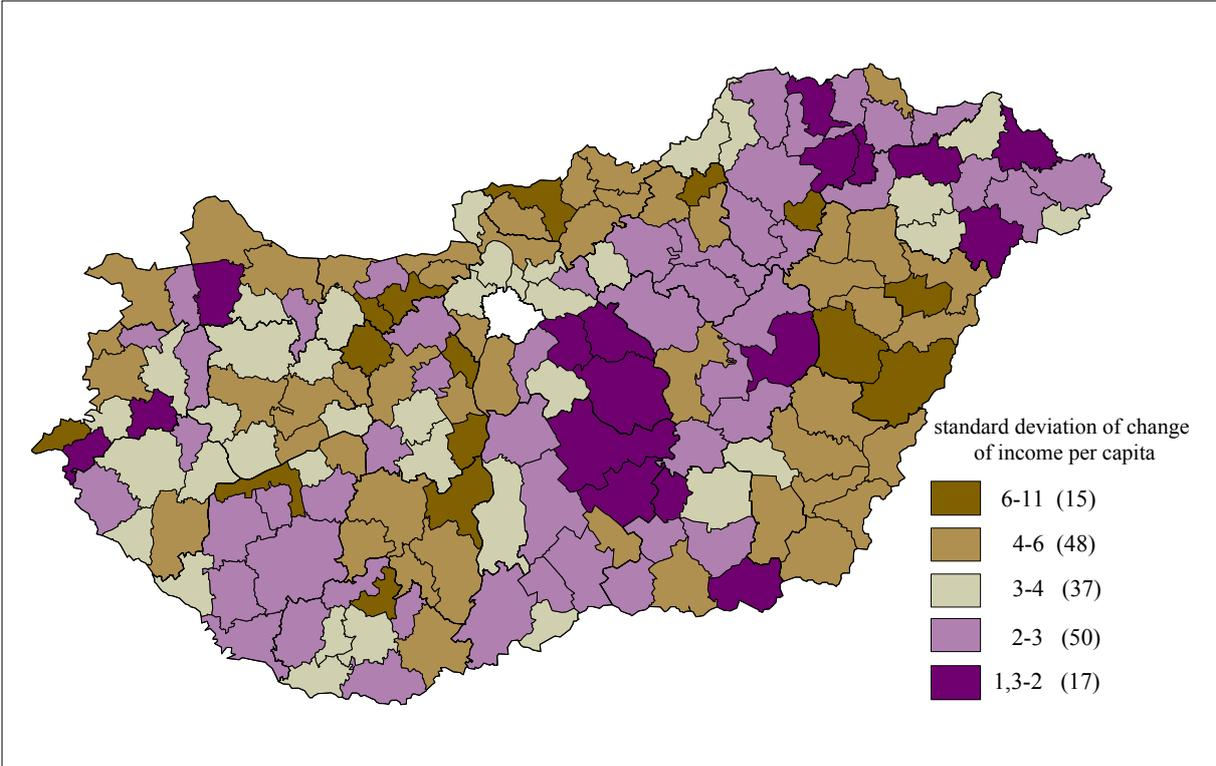 standard deviation of change
of income per capita
6-11 (15)
4-6 (48)
3-4 (37)
2-3 (50)
1,3-2 (17)